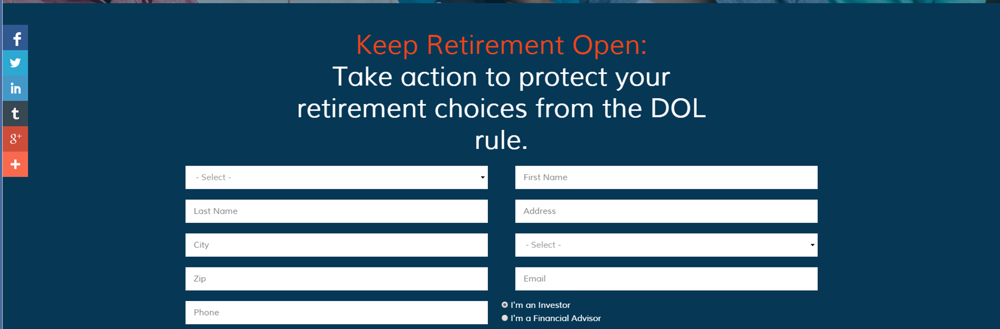 Keep Retirement Open:
Take action to protect your
retirement choices from the DOL
rule.
- Select -
First Name
Last Name
Address
City
- Select -
Zip
Email
Phone
I'm an Investor
I'm a Financial Advisor
f
in
t
g+